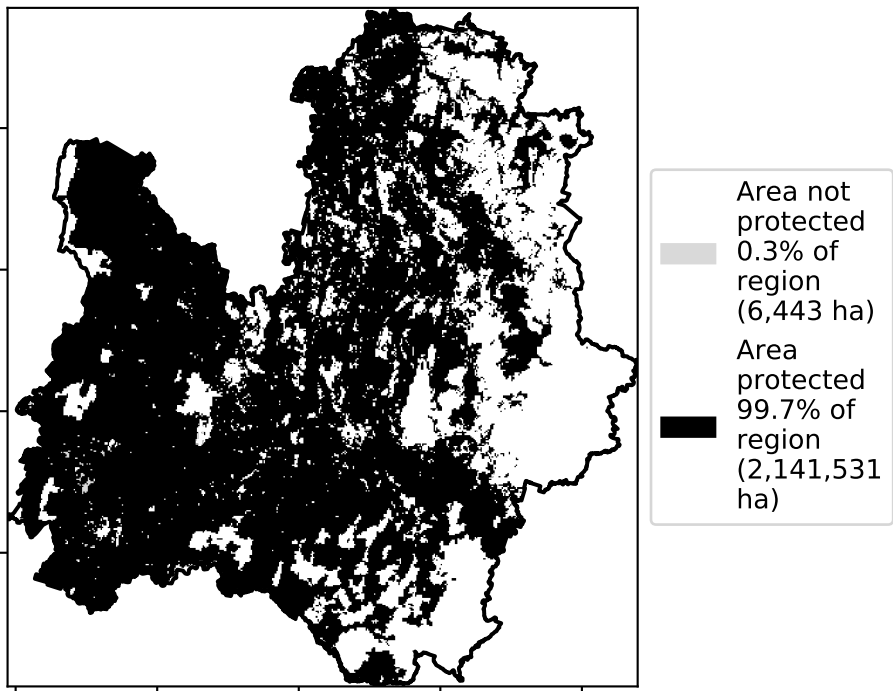 Area not
protected
0.3% of
region
(6,443 ha)
Area
protected
99.7% of
region
(2,141,531
ha)